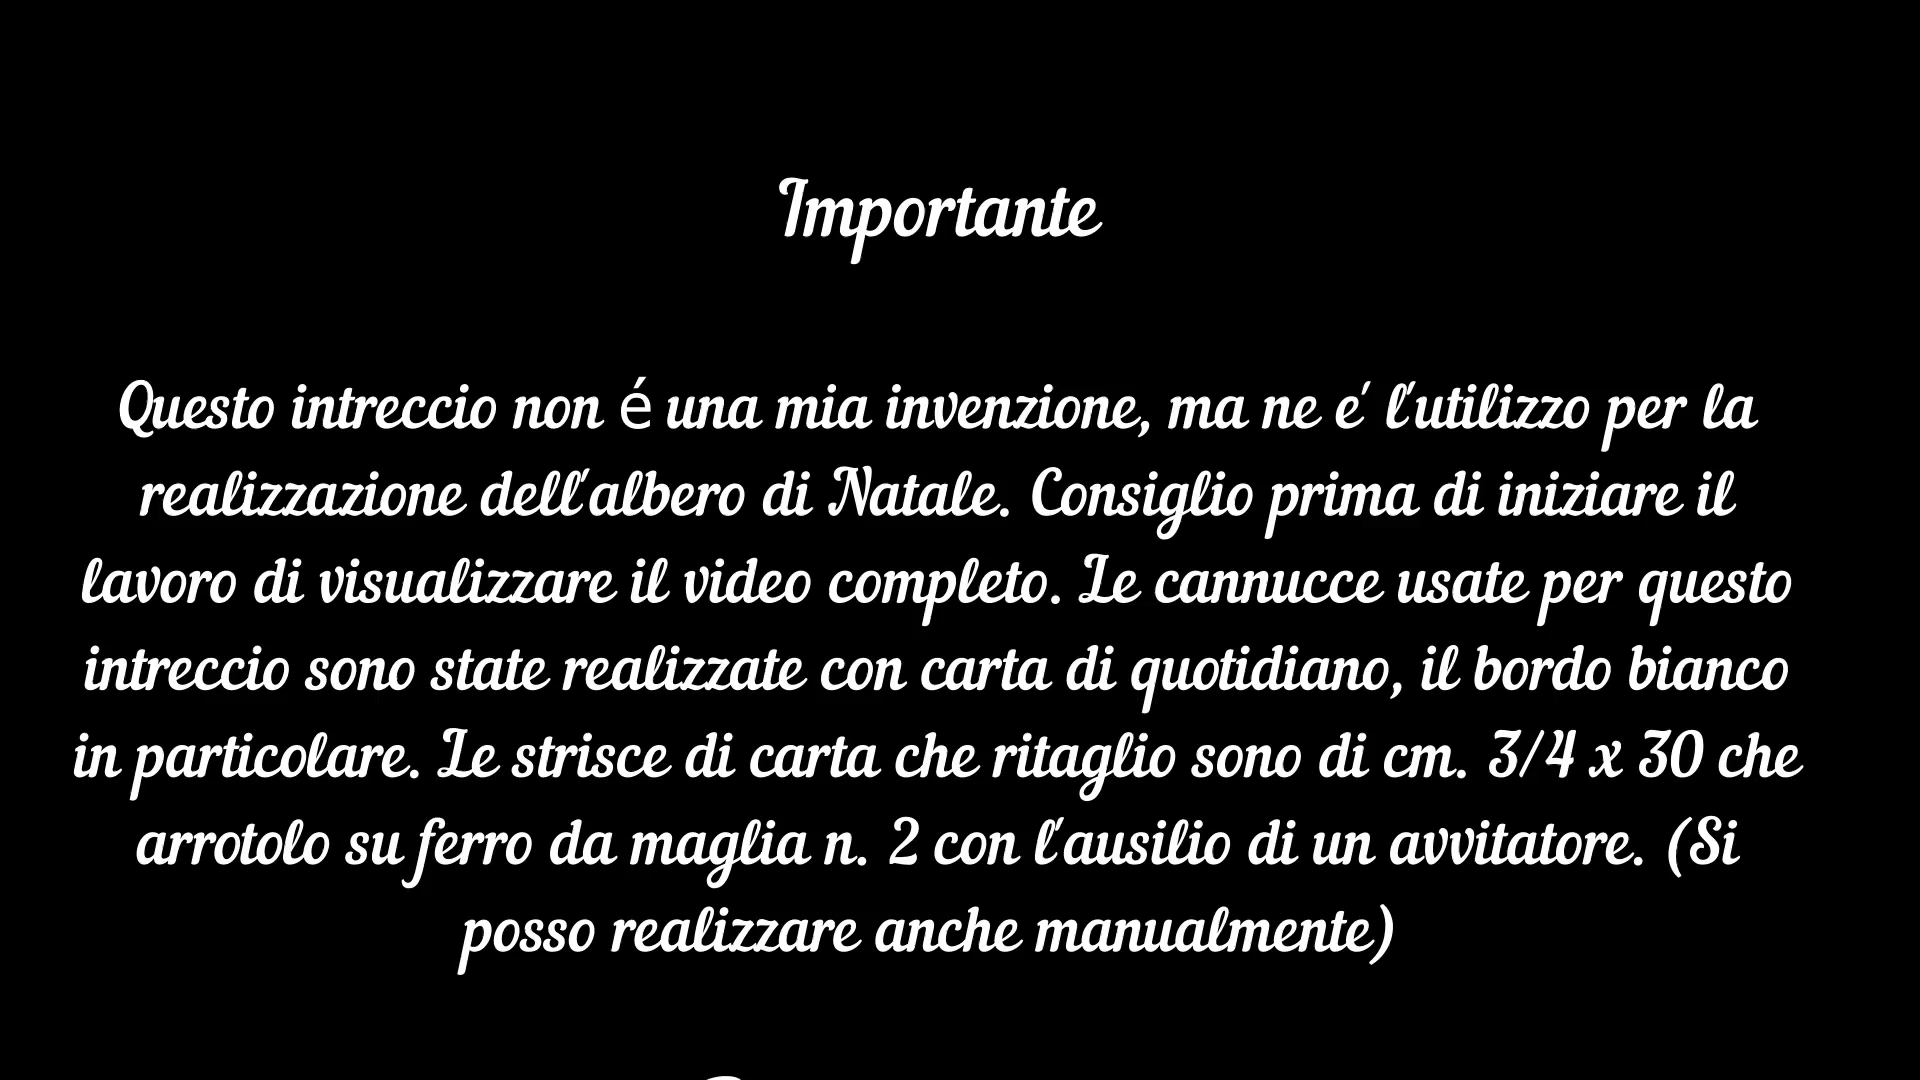 Importante
Questo intreccio non é una mia invenzione, ma ne e' l'utilizzo per la
realizzazione dell'albero di Natale. Consiglio prima di iniziare il
lavoro di visualizzare il video completo. Le cannucce usate per questo
intreccio sono state realizzate con carta di quotidiano, il bordo bianco
in particolare. Le strisce di carta che ritaglio sono di cm. 3/4 x 30 che
arrotolo su ferro da maglia n. 2 con l'ausilio di un avvitatore. (Si
posso realizzare anche manualmente)